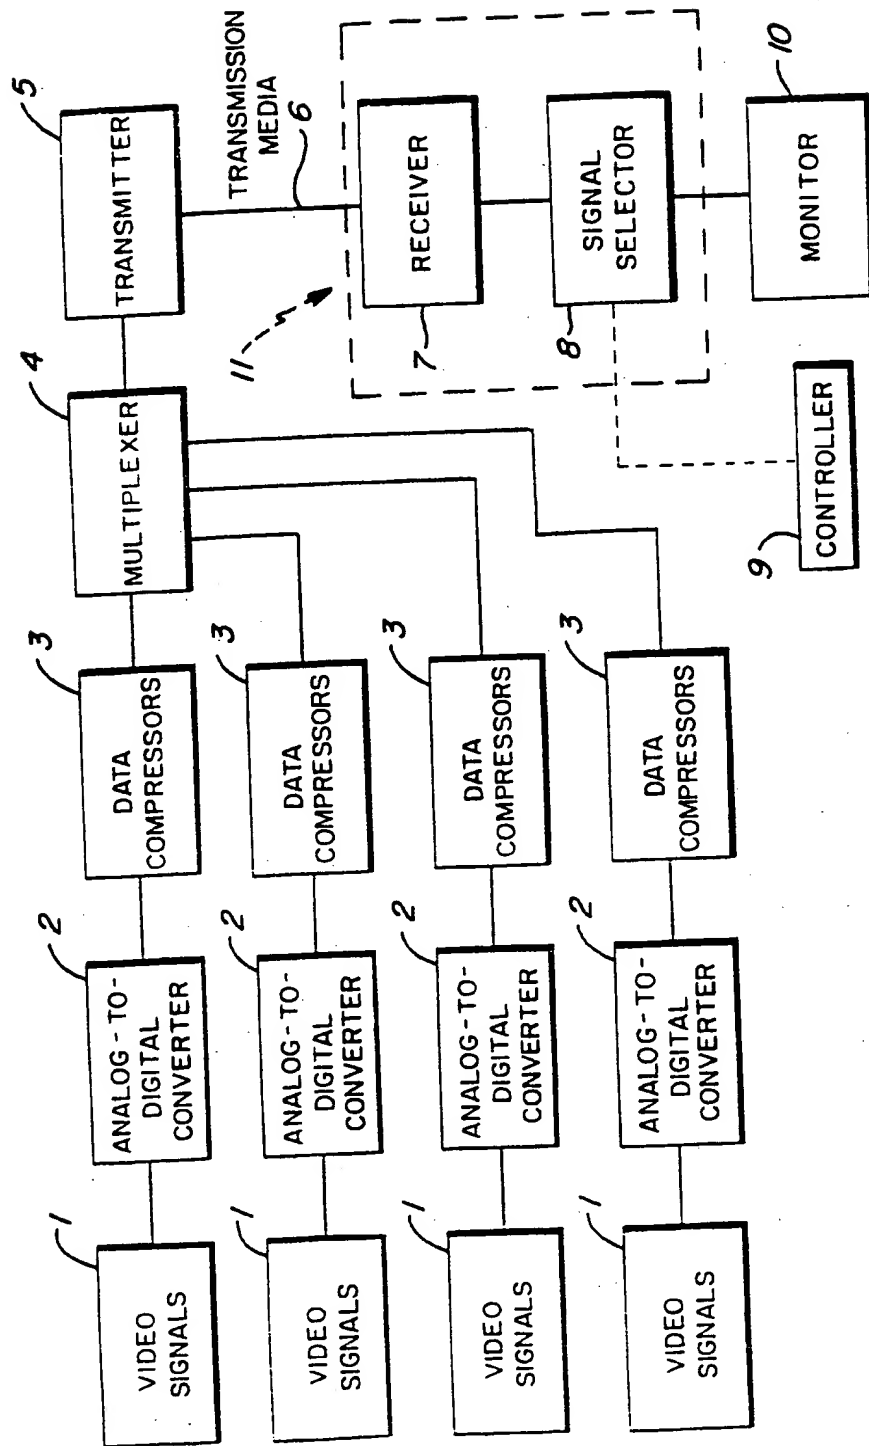 1
VIDEO
SIGNALS
2
ANALOG-TO-
DIGITAL
CONVERTER
3
DATA
COMPRESSORS
4
MULTIPLEXER
5
TRANSMITTER
1
VIDEO
SIGNALS
2
ANALOG-TO-
DIGITAL
CONVERTER
3
DATA
COMPRESSORS
1
VIDEO
SIGNALS
2
ANALOG-TO-
DIGITAL
CONVERTER
3
DATA
COMPRESSORS
1
VIDEO
SIGNALS
2
ANALOG-TO-
DIGITAL
CONVERTER
3
DATA
COMPRESSORS
TRANSMISSION
MEDIA
6
11
RECEIVER
7
SIGNAL
SELECTOR
8
9
CONTROLLER
10
MONITOR